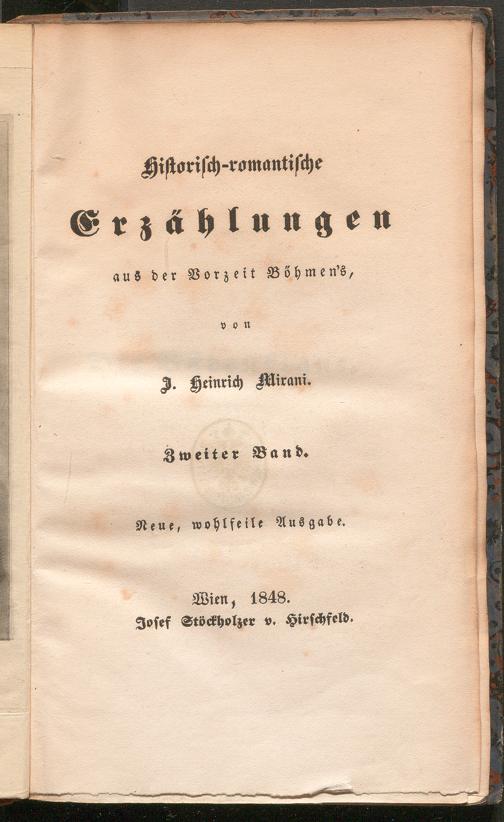 Historisch-romantische
Erzählungen
aus der Vorzeit Böhmen's,
von
J. Heinrich Mirani.
Zweiter Band.
Neue, wohlfeile Ausgabe.
Wien, 1848.
Josef Stöckholzer v. Hirschfeld.